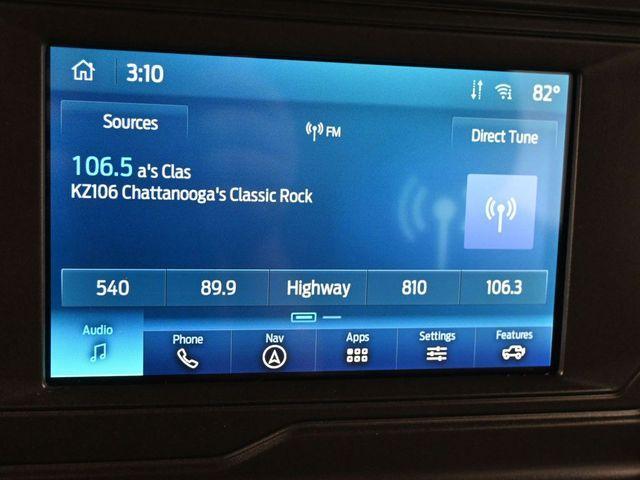 3:10
82°
Sources
FM
Direct Tune
106.5 a's Clas
KZ106 Chattanooga's Classic Rock
540 89.9 Highway 810 106.3
Audio Phone Nav Apps Settings Features